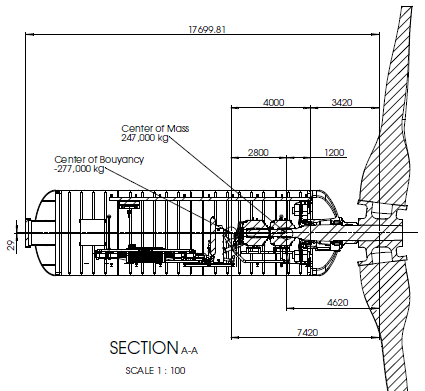 17699.81
4000
3420
Center of Mass
247,000 kg
2800
1200
Center of Bouyancy
-277,000 kg
29
4620
7420
SECTION A-A
SCALE 1 : 100